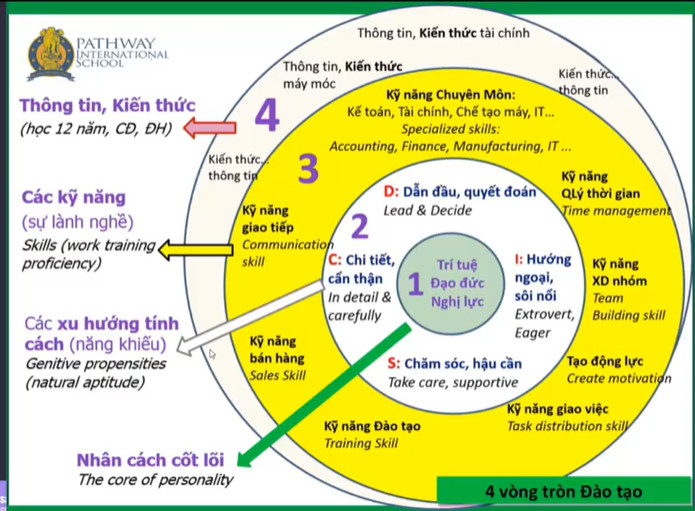 PATHWAY
INTERNATIONAL
SCHOOL
Thông tin, Kiến thức tài chính
Thông tin, Kiến thức
máy móc
Kiến thức..
thông tin
Thông tin, Kiến thức
(học 12 năm, CĐ, ĐH)
4
Kỹ năng Chuyên Môn:
Kế toán, Tài chính, Chế tạo máy, IT...
Specialized skills:
Accounting, Finance, Manufacturing, IT ...
Kiến thức..
thông tin
3
Kỹ năng
QLý thời gian
Time management
Các kỹ năng
(sự lành nghề)
Skills (work training
proficiency)
Kỹ năng
giao tiếp
Communication
skill
D: Dẫn đầu, quyết đoán
Lead & Decide
2
C: Chi tiết,
cẩn thận
In detail &
carefully
1
Trí tuệ
Đạo đức
Nghị lực
I: Hướng
ngoại,
sôi nổi
Extrovert,
Eager
Kỹ năng
XD nhóm
Team
Building skill
Các xu hướng tính
cách (năng khiếu)
Genitive propensities
(natural aptitude)
Kỹ năng
bán hàng
Sales Skill
S: Chăm sóc, hậu cần
Take care, supportive
Tạo động lực
Create motivation
Kỹ năng giao việc
Task distribution skill
Kỹ năng Đào tạo
Training Skill
Nhân cách cốt lõi
The core of personality
4 vòng tròn Đào tạo